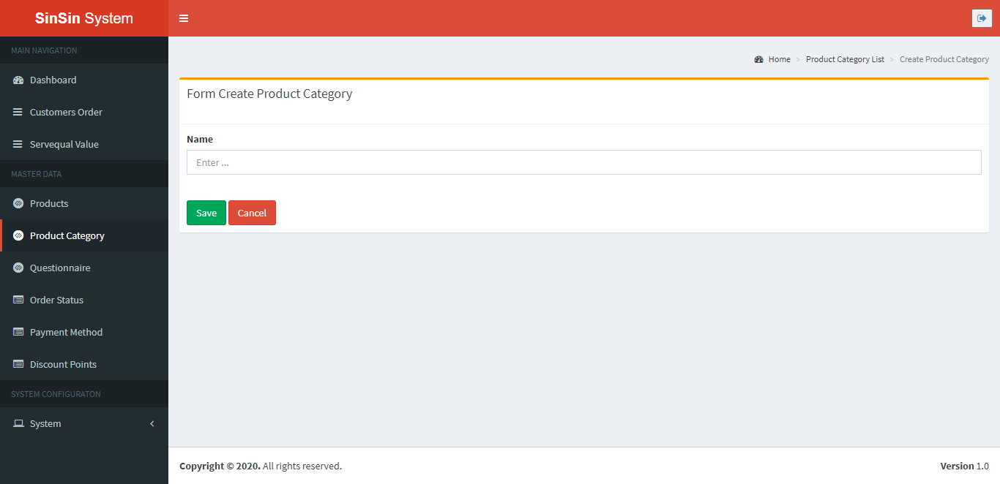 SinSin System
MAIN NAVIGATION
Dashboard
Customers Order
Servequal Value
MASTER DATA
Products
Product Category
Questionnaire
Order Status
Payment Method
Discount Points
SYSTEM CONFIGURATON
System
Home > Product Category List > Create Product Category
Form Create Product Category
Name
Enter ...
Save Cancel
Copyright © 2020. All rights reserved. Version 1.0